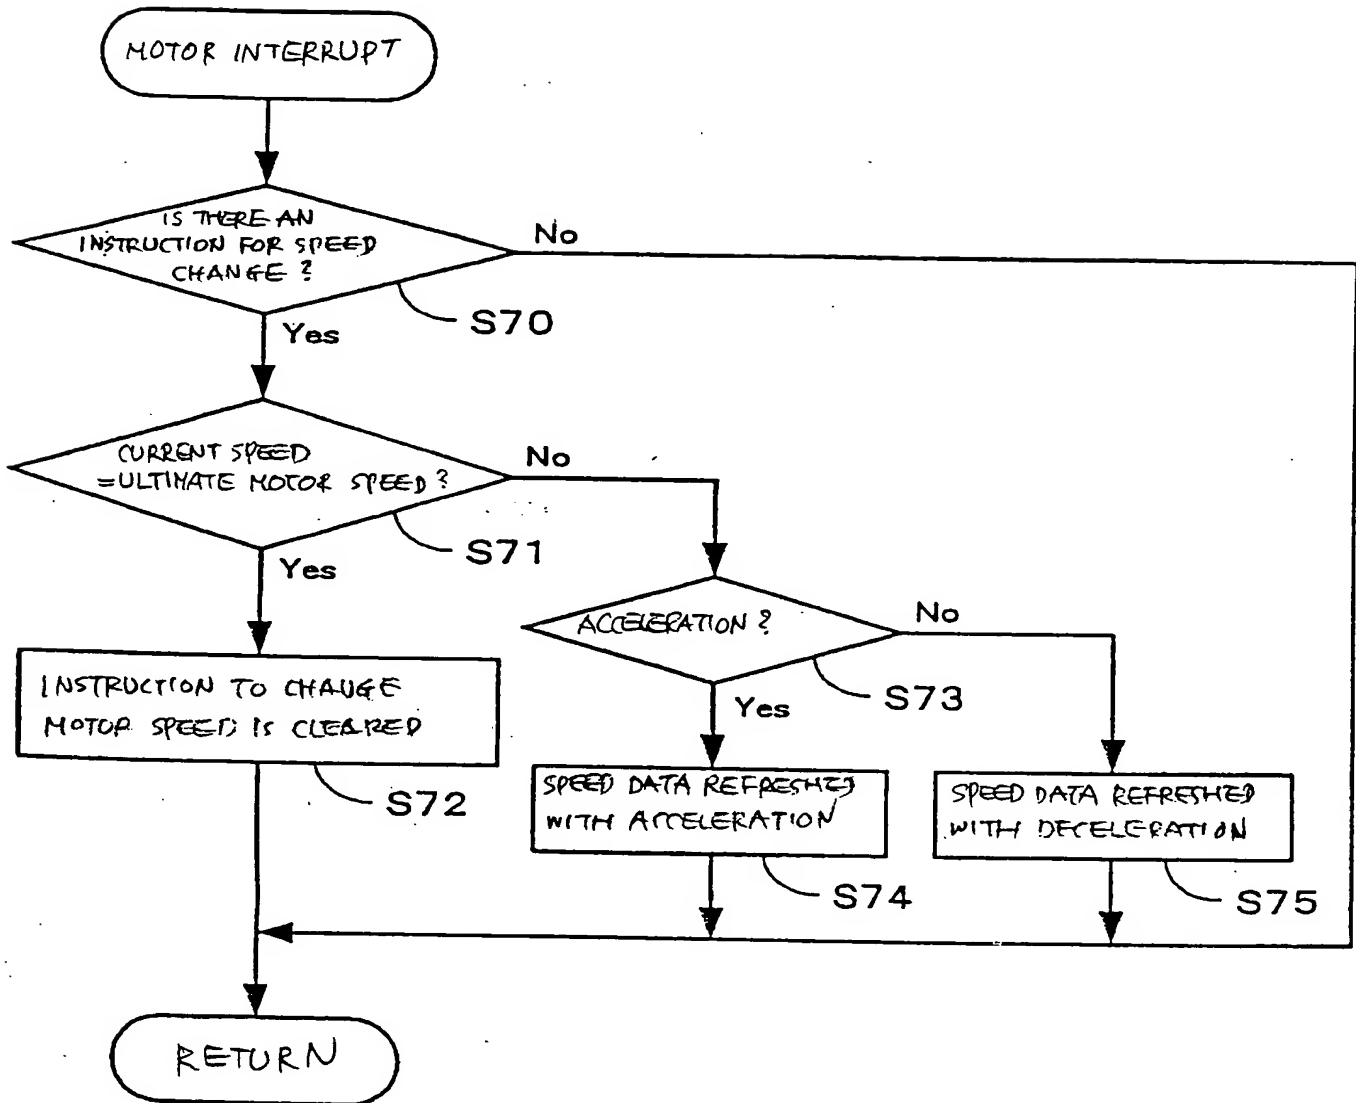 MOTOR INTERRUPT
IS THERE AN
INSTRUCTION FOR SPEED
CHANGE ?
No
S70
Yes
CURRENT SPEED
=ULTIMATE MOTOR SPEED ?
No
S71
Yes
ACCELERATION ?
No
S73
Yes
INSTRUCTION TO CHANGE
MOTOR SPEED IS CLEARED
S72
SPEED DATA REFRESHED
WITH ACCELERATION
S74
SPEED DATA REFRESHED
WITH DECELERATION
S75
RETURN